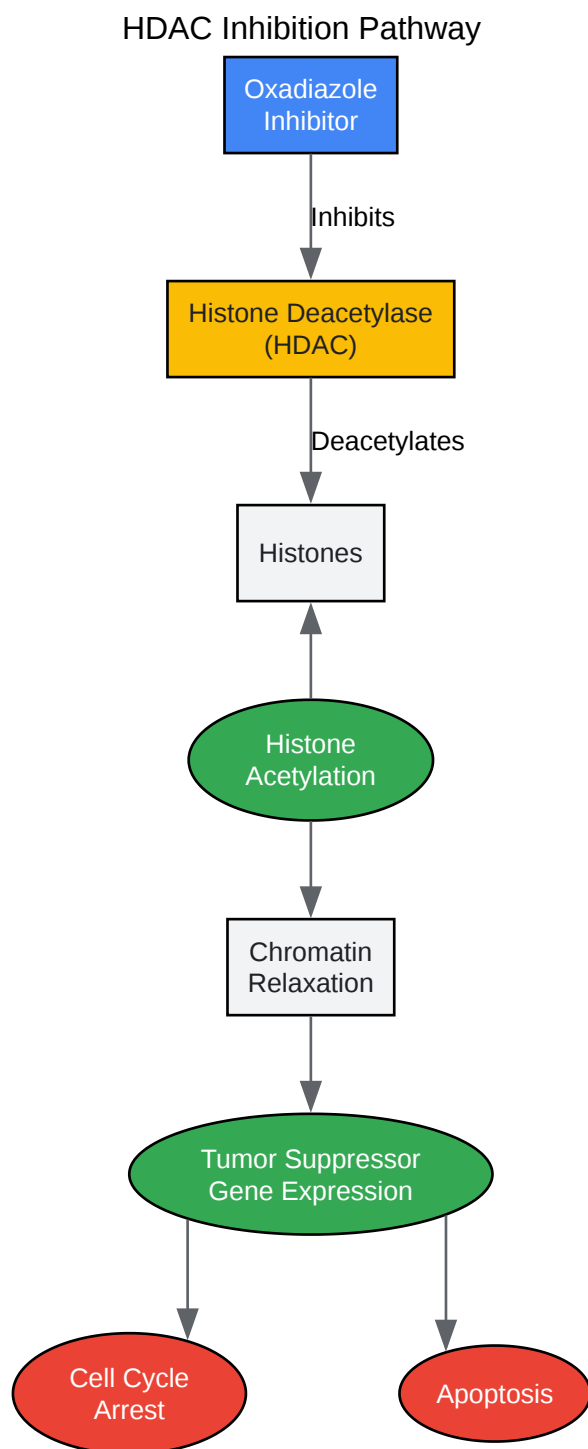 HDAC Inhibition Pathway
Oxadiazole
Inhibitor
Inhibits
Histone Deacetylase
(HDAC)
Deacetylates
Histones
Histone
Acetylation
Chromatin
Relaxation
Tumor Suppressor
Gene Expression
Cell Cycle
Arrest
Apoptosis